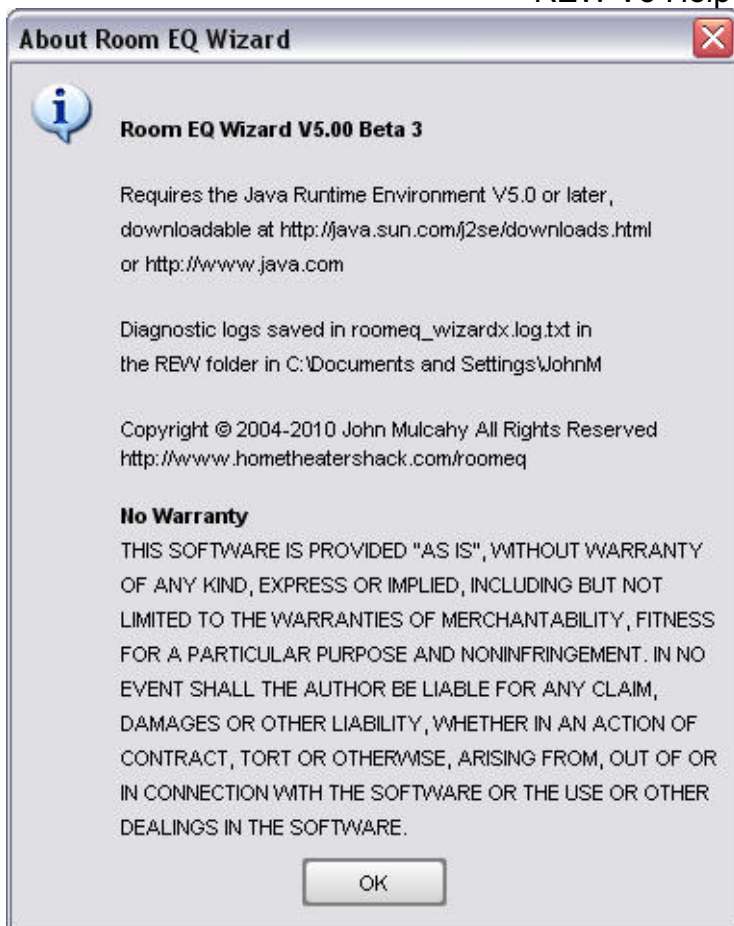 About Room EQ Wizard
Room EQ Wizard V5.00 Beta 3
Requires the Java Runtime Environment V5.0 or later,
downloadable at http://java.sun.com/j2se/downloads.html
or http://www.java.com
Diagnostic logs saved in roomeq_wizardx.log.txt in
the REW folder in C:\Documents and Settings\JohnM
Copyright © 2004-2010 John Mulcahy All Rights Reserved
http://www.hometheatershack.com/roomeq
No Warranty
THIS SOFTWARE IS PROVIDED "AS IS", WITHOUT WARRANTY
OF ANY KIND, EXPRESS OR IMPLIED, INCLUDING BUT NOT
LIMITED TO THE WARRANTIES OF MERCHANTABILITY, FITNESS
FOR A PARTICULAR PURPOSE AND NONINFRINGEMENT. IN NO
EVENT SHALL THE AUTHOR BE LIABLE FOR ANY CLAIM,
DAMAGES OR OTHER LIABILITY, WHETHER IN AN ACTION OF
CONTRACT, TORT OR OTHERWISE, ARISING FROM, OUT OF OR
IN CONNECTION WITH THE SOFTWARE OR THE USE OR OTHER
DEALINGS IN THE SOFTWARE.
OK